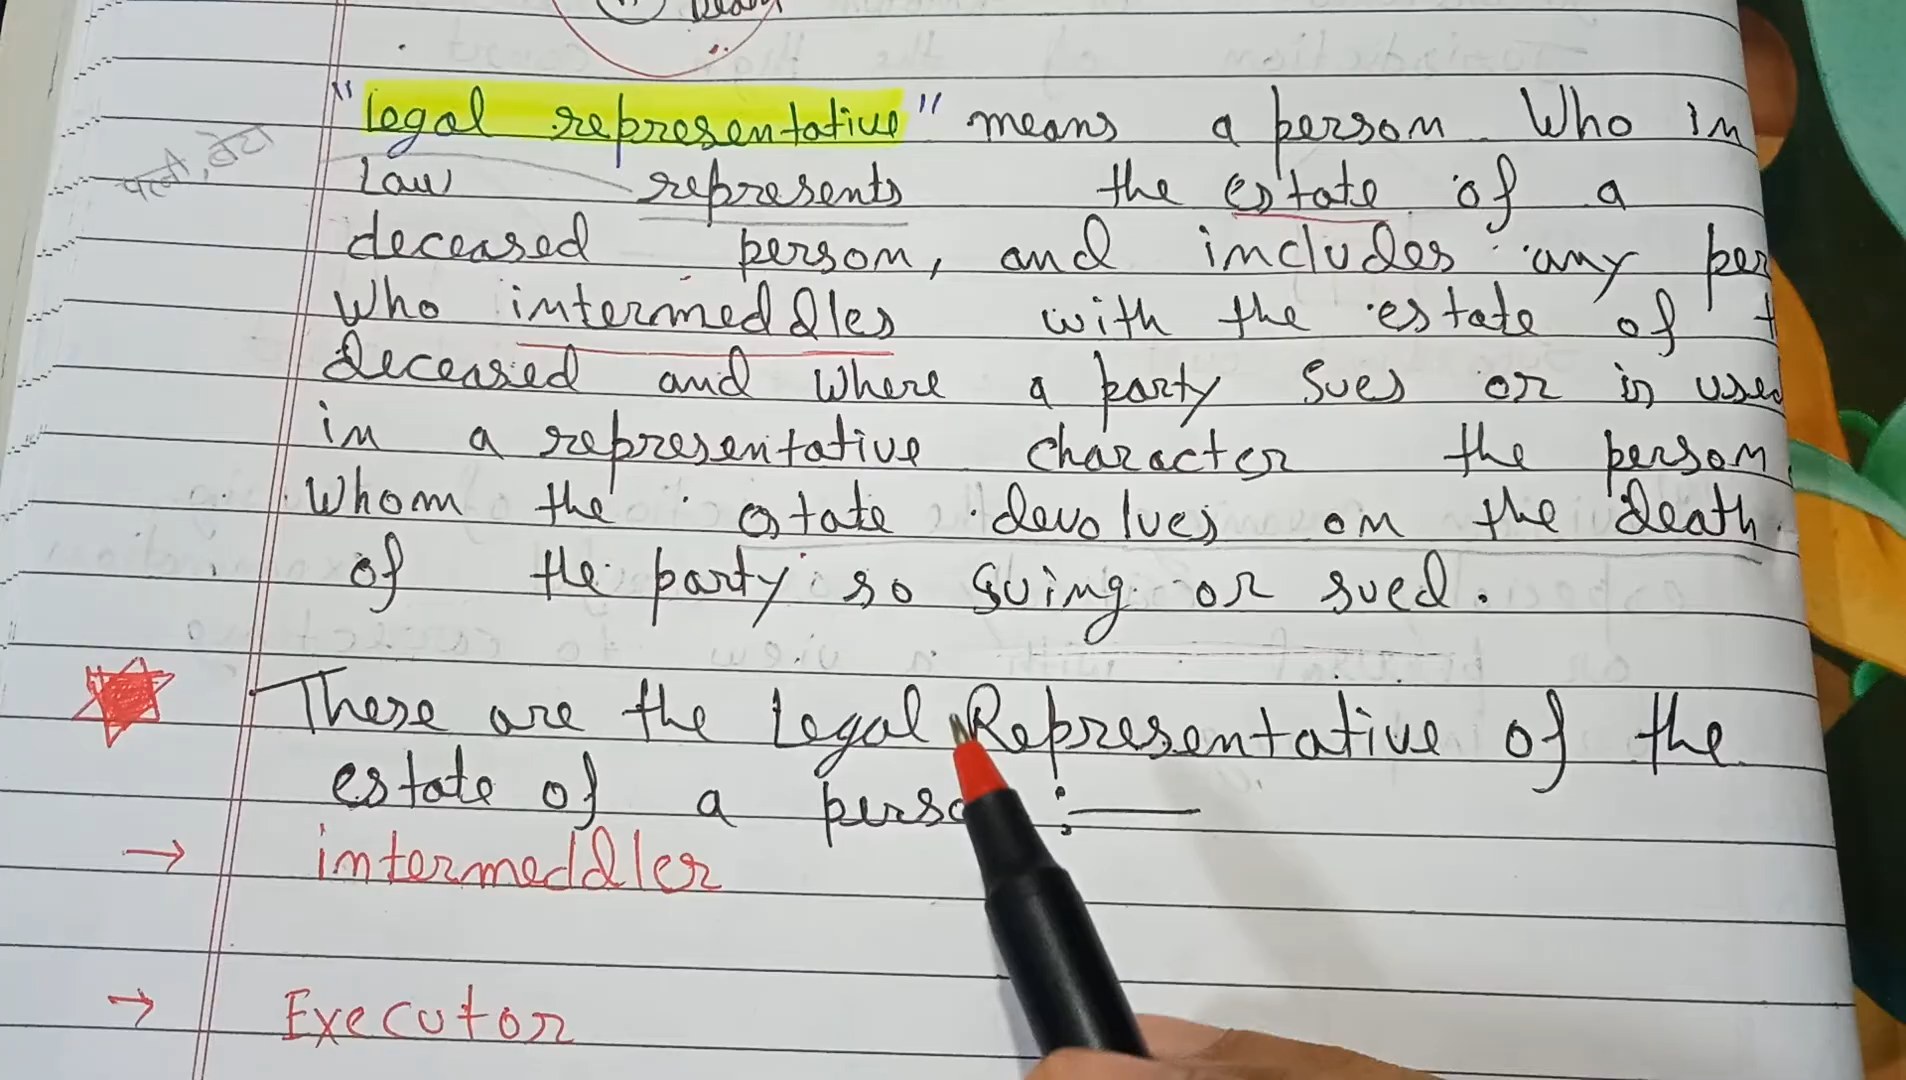 "legal representative" means a person Who in
पत्नी, बेटा
Law represents the estate of a
deceased person, and includes any per
Who intermeddles with the estate of t
deceased and where a party sues or is used
in a representative character the person
Whom the estate devolves on the death
of the party so suing or sued.
These are the Legal Representative of the
estate of a perso :—
→ intermeddler
→ Executor